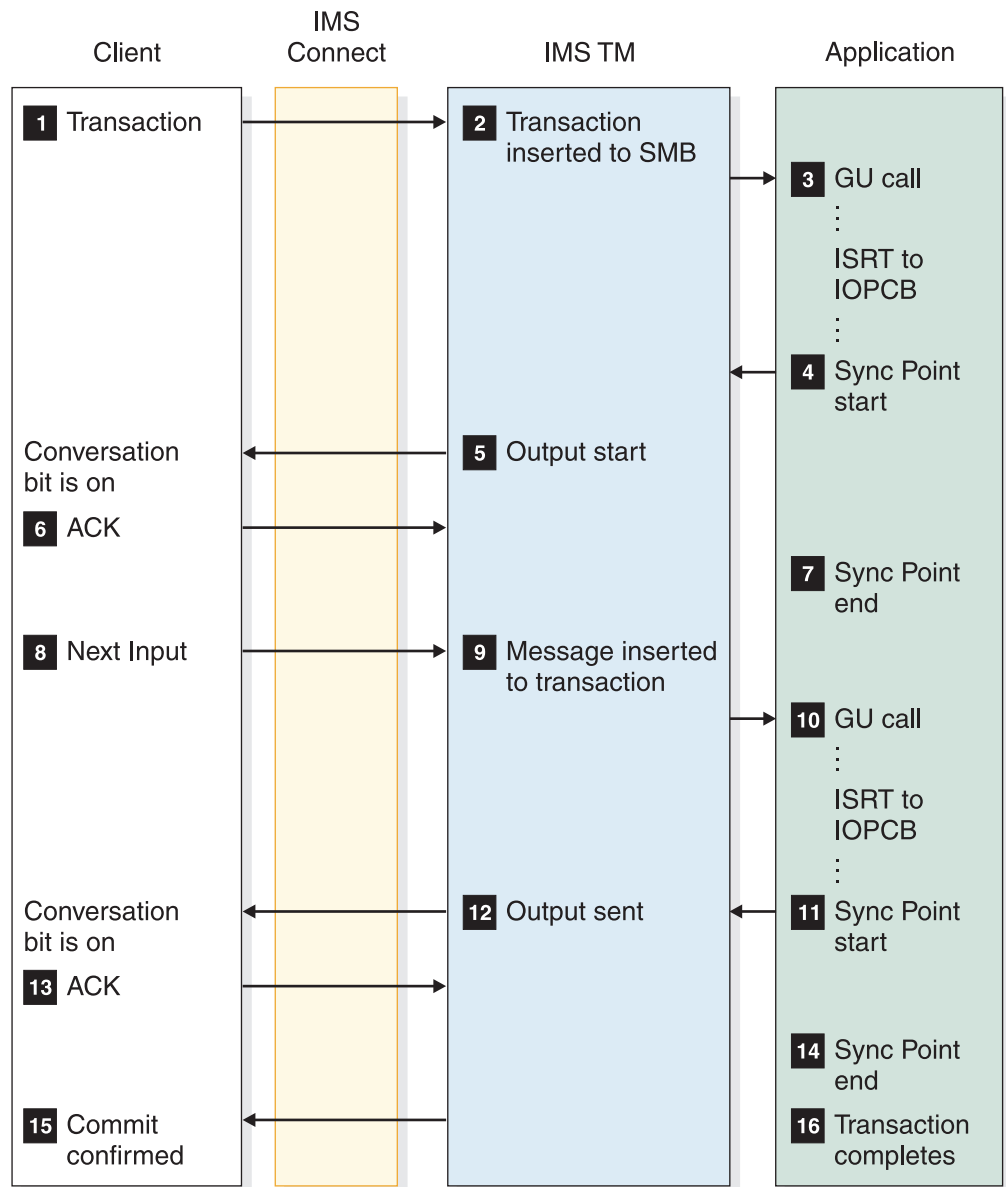 Client
IMS
Connect
IMS TM
Application
1 Transaction
2 Transaction
inserted to SMB
3 GU call
⋮
ISRT to
IOPCB
⋮
4 Sync Point
start
Conversation
bit is on
5 Output start
6 ACK
7 Sync Point
end
8 Next Input
9 Message inserted
to transaction
10 GU call
⋮
ISRT to
IOPCB
⋮
Conversation
bit is on
12 Output sent
11 Sync Point
start
13 ACK
14 Sync Point
end
15 Commit
confirmed
16 Transaction
completes